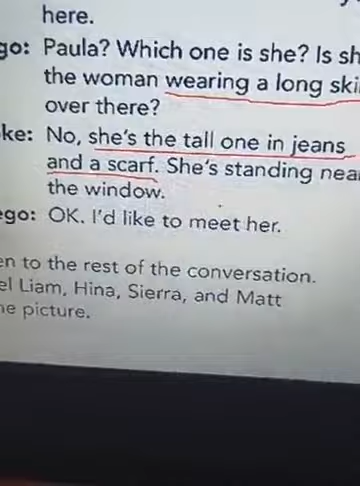 here.
go: Paula? Which one is she? Is sh
the woman wearing a long ski
over there?
ke: No, she's the tall one in jeans
and a scarf. She's standing nea
the window.
ego: OK. I'd like to meet her.
en to the rest of the conversation.
el Liam, Hina, Sierra, and Matt
he picture.